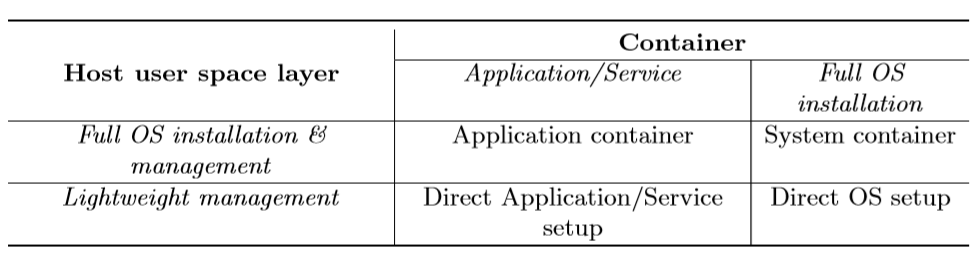 Container
Host user space layer
Application/Service
Full OS
installation
Full OS installation &
management
Application container
System container
Lightweight management
Direct Application/Service
setup
Direct OS setup